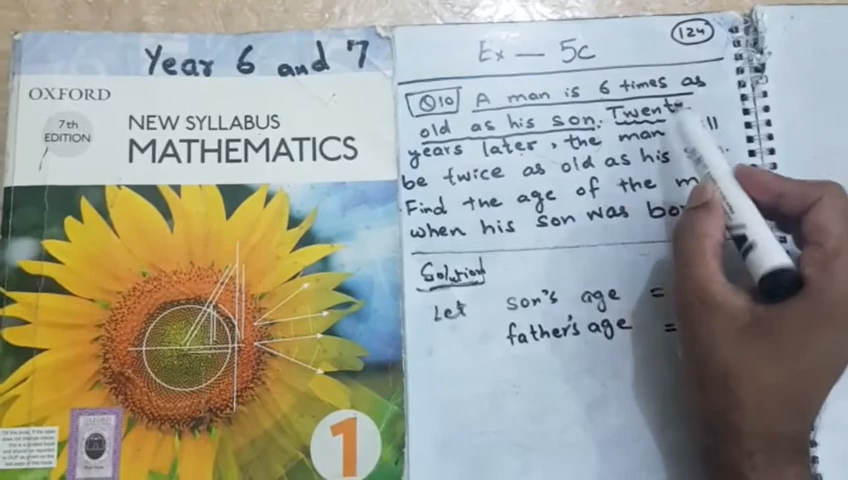 Year 6 and 7
OXFORD
7th
EDITION
NEW SYLLABUS
MATHEMATICS
1
124
Ex — 5c
Q10 A man is 6 times as
old as his son. Twenty
years later, the man
be twice as old as his
Find the age of the
when his son was
Solution
Let son's age =
father's age =